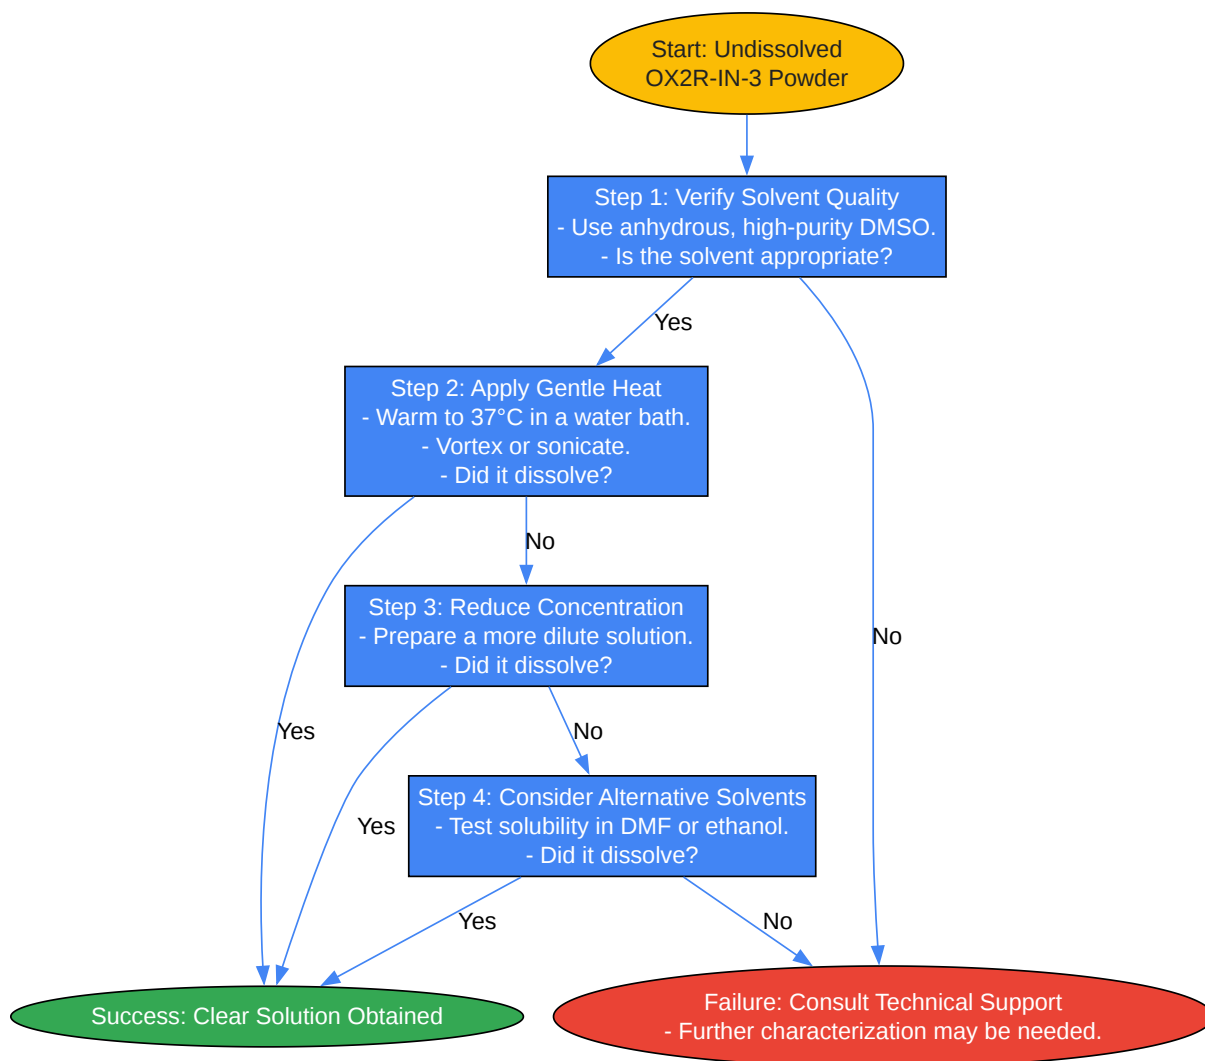 Start: Undissolved
OX2R-IN-3 Powder
Step 1: Verify Solvent Quality
- Use anhydrous, high-purity DMSO.
- Is the solvent appropriate?
Yes
Step 2: Apply Gentle Heat
- Warm to 37°C in a water bath.
- Vortex or sonicate.
- Did it dissolve?
No
Step 3: Reduce Concentration
- Prepare a more dilute solution.
- Did it dissolve?
No
Yes
No
Step 4: Consider Alternative Solvents
- Test solubility in DMF or ethanol.
- Did it dissolve?
Yes
Yes
No
Success: Clear Solution Obtained
Failure: Consult Technical Support
- Further characterization may be needed.